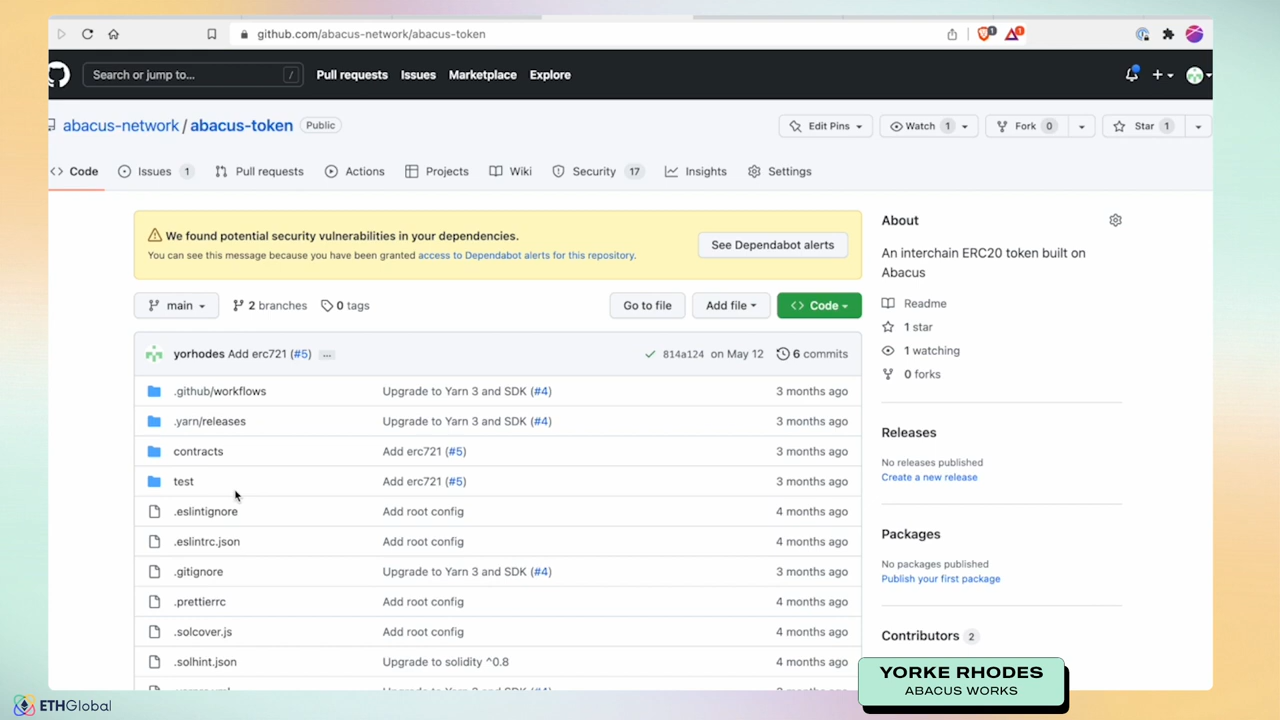 github.com/abacus-network/abacus-token
1
1
Search or jump to...
/
Pull requests
Issues
Marketplace
Explore
abacus-network / abacus-token
Public
Edit Pins
Watch 1
Fork 0
Star 1
Code
Issues 1
Pull requests
Actions
Projects
Wiki
Security 17
Insights
Settings
We found potential security vulnerabilities in your dependencies.
You can see this message because you have been granted access to Dependabot alerts for this repository.
See Dependabot alerts
main
2 branches
0 tags
Go to file
Add file
Code
yorhodes Add erc721 (#5) ...
814a124 on May 12
6 commits
.github/workflows
Upgrade to Yarn 3 and SDK (#4)
3 months ago
.yarn/releases
Upgrade to Yarn 3 and SDK (#4)
3 months ago
contracts
Add erc721 (#5)
3 months ago
test
Add erc721 (#5)
3 months ago
.eslintignore
Add root config
4 months ago
.eslintrc.json
Add root config
4 months ago
.gitignore
Upgrade to Yarn 3 and SDK (#4)
3 months ago
.prettierrc
Add root config
4 months ago
.solcover.js
Add root config
4 months ago
.solhint.json
Upgrade to solidity ^0.8
4 months ago
About
An interchain ERC20 token built on
Abacus
Readme
1 star
1 watching
0 forks
Releases
No releases published
Create a new release
Packages
No packages published
Publish your first package
Contributors 2
YORKE RHODES
ABACUS WORKS
ETHGlobal